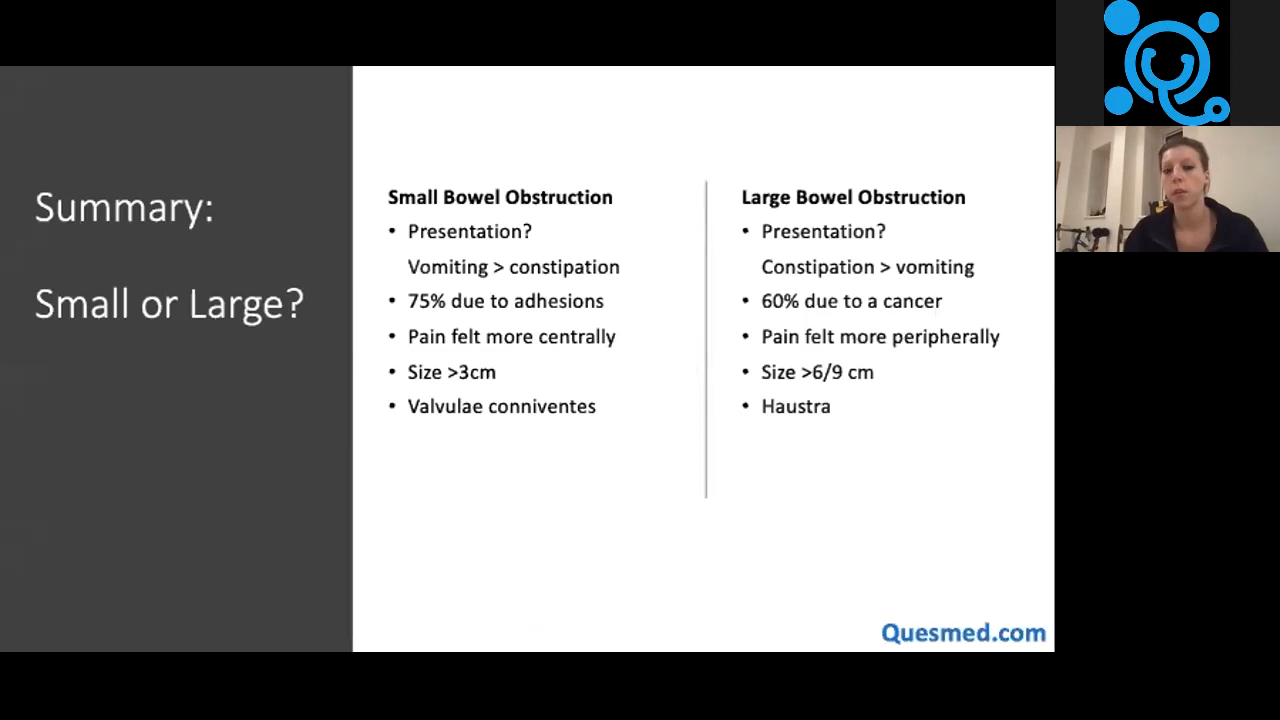 Summary:
Small or Large?
Small Bowel Obstruction
• Presentation?
Vomiting > constipation
• 75% due to adhesions
• Pain felt more centrally
• Size >3cm
• Valvulae conniventes
Large Bowel Obstruction
• Presentation?
Constipation > vomiting
• 60% due to a cancer
• Pain felt more peripherally
• Size >6/9 cm
• Haustra
Quesmed.com